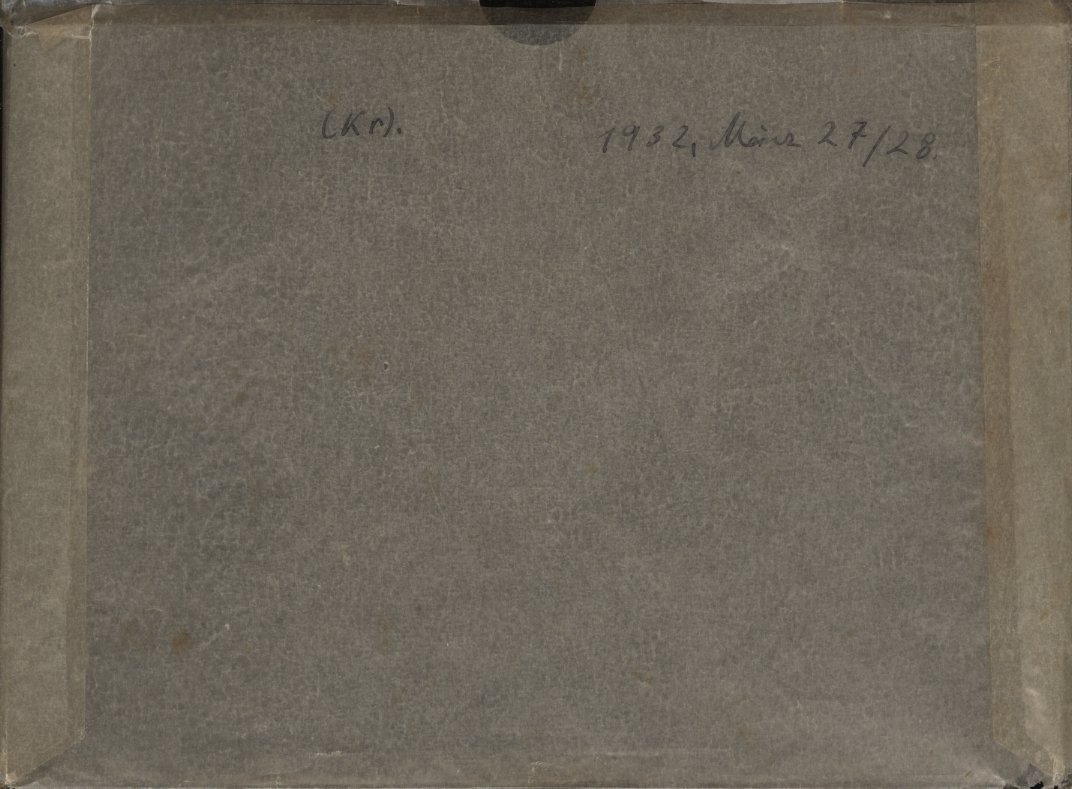 (Kr). 1932, März 27/28.